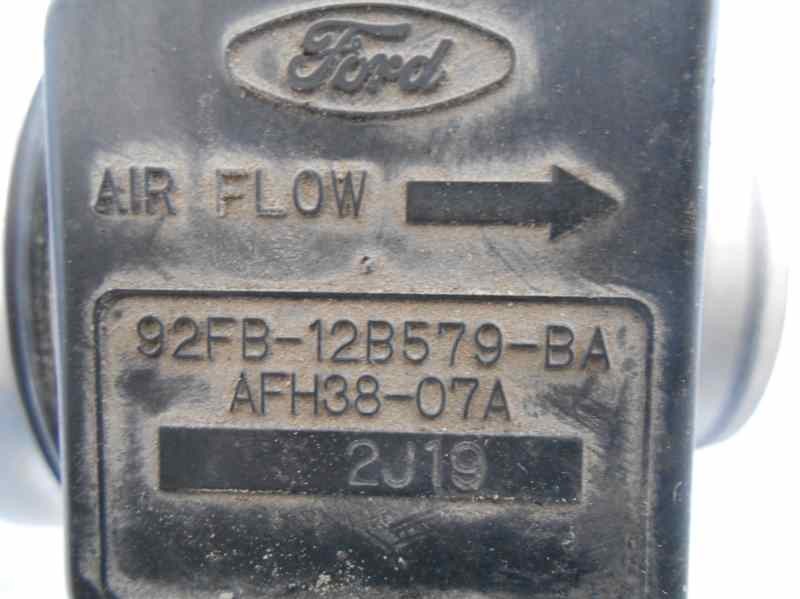 Ford
AIR FLOW
92FB-12B579-BA
AFH38-07A
2J19